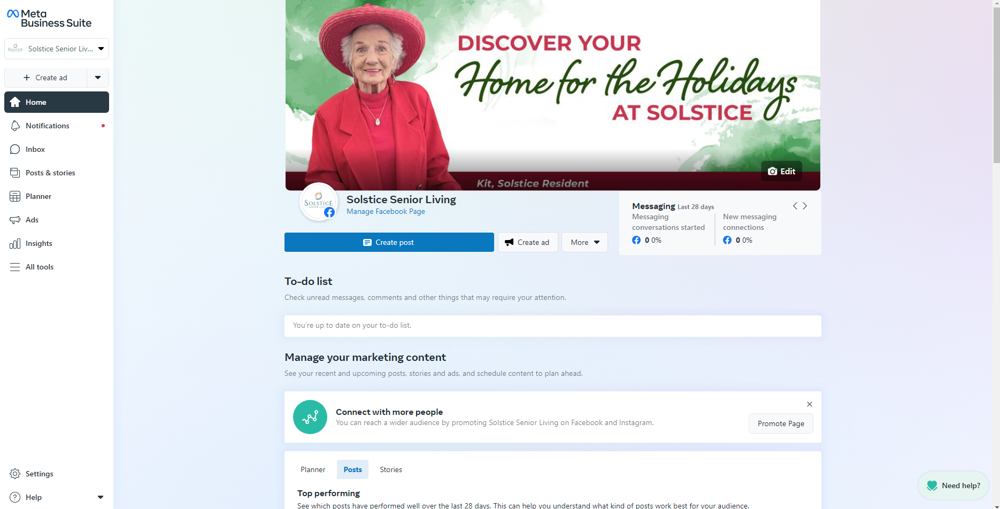 Meta
Business Suite
SOLSTICE
Solstice Senior Liv...
Create ad
Home
Notifications
Inbox
Posts & stories
Planner
Ads
Insights
All tools
Settings
Help
DISCOVER YOUR
Home for the Holidays
AT SOLSTICE
Edit
Kit, Solstice Resident
SOLSTICE
SENIOR LIVING
Solstice Senior Living
Manage Facebook Page
Create post
Create ad
More
Messaging Last 28 days
Messaging
conversations started
0 0%
New messaging
connections
0 0%
To-do list
Check unread messages, comments and other things that may require your attention.
You're up to date on your to-do list.
Manage your marketing content
See your recent and upcoming posts, stories and ads, and schedule content to plan ahead.
Connect with more people
You can reach a wider audience by promoting Solstice Senior Living on Facebook and Instagram.
Promote Page
Planner
Posts
Stories
Top performing
See which posts have performed well over the last 28 days. This can help you understand what kind of posts work best for your audience.
Need help?